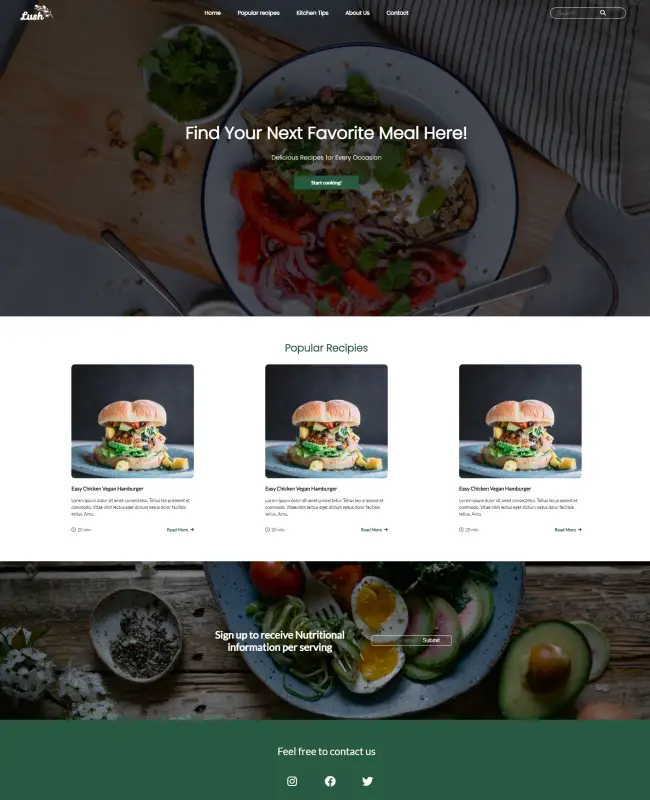 Lush
Home Popular recipes Kitchen Tips About Us Contact
Find Your Next Favorite Meal Here!
Delicious Recipes for Every Occasion
Start cooking!
Popular Recipies
Easy Chicken Vegan Hamburger
Lorem ipsum dolor sit amet consectetur. Tellus leo praesent et
commodo. Vitae nibh lectus eget dictum netus dolor facilisis
tellus. Arcu.
20 min Read More
Easy Chicken Vegan Hamburger
Lorem ipsum dolor sit amet consectetur. Tellus leo praesent et
commodo. Vitae nibh lectus eget dictum netus dolor facilisis
tellus. Arcu.
20 min Read More
Easy Chicken Vegan Hamburger
Lorem ipsum dolor sit amet consectetur. Tellus leo praesent et
commodo. Vitae nibh lectus eget dictum netus dolor facilisis
tellus. Arcu.
20 min Read More
Sign up to receive Nutritional
information per serving
Submit
Feel free to contact us